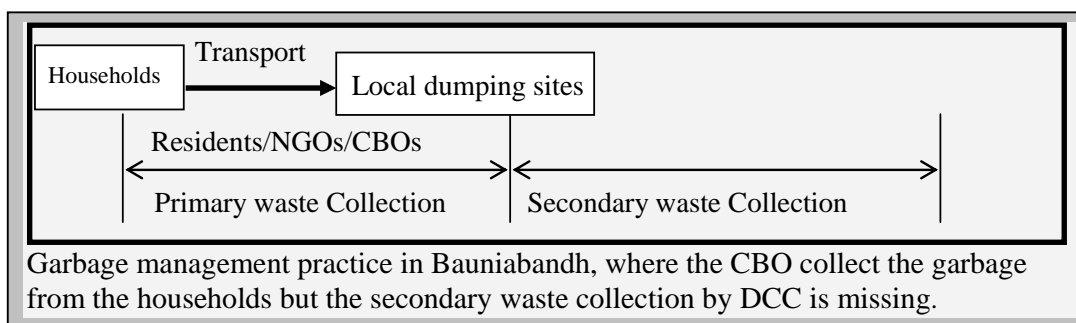 Transport
Households
Local dumping sites
Residents/NGOs/CBOs
Primary waste Collection
Secondary waste Collection
Garbage management practice in Bauniabandh, where the CBO collect the garbage
from the households but the secondary waste collection by DCC is missing.